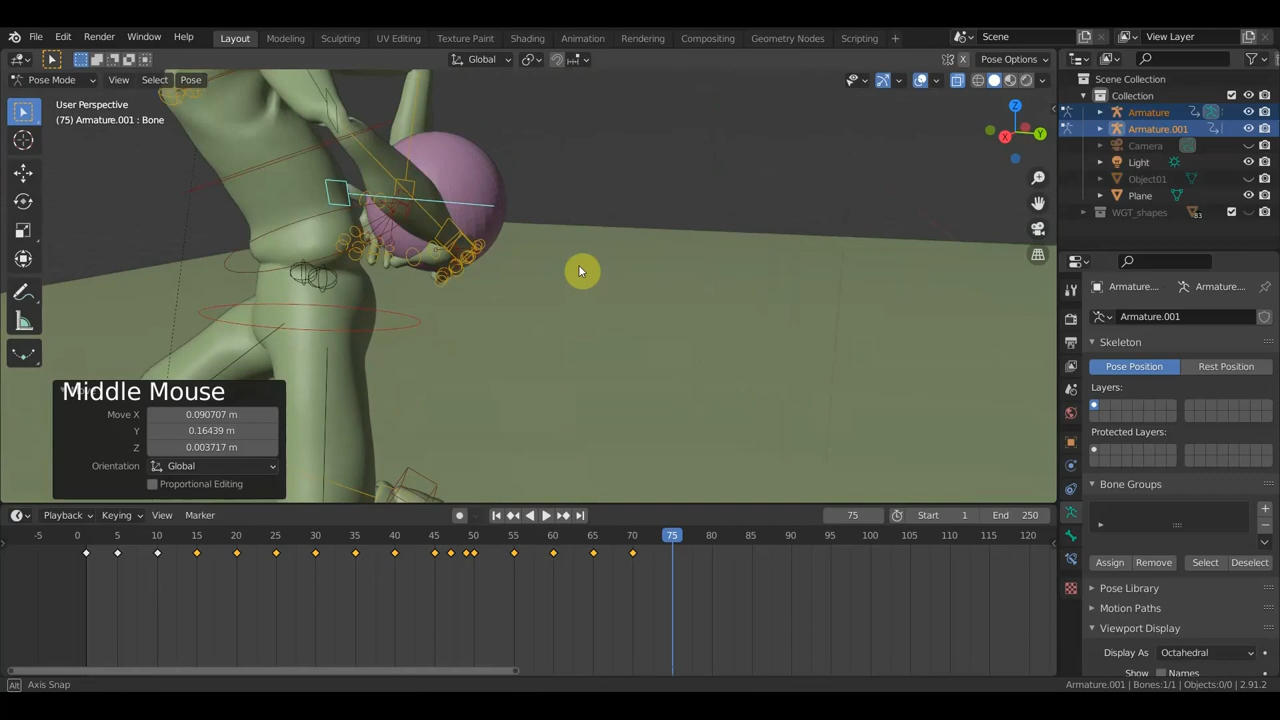 File Edit Render Window Help Layout Modeling Sculpting UV Editing Texture Paint Shading Animation Rendering Compositing Geometry Nodes Scripting + Scene View Layer
Global Pose Options
Pose Mode View Select Pose
User Perspective
(75) Armature.001 : Bone
X Y Z
Scene Collection
Collection
Armature
Armature.001
Camera
Light
Object01
Plane
WGT_shapes 83
Armature.... Armature....
Armature.001
Skeleton
Pose Position Rest Position
Layers:
Protected Layers:
Bone Groups
Assign Remove Select Deselect
Pose Library
Motion Paths
Viewport Display
Display As Octahedral
Show Names
Middle Mouse
Move X 0.090707 m
Y 0.16439 m
Z 0.003717 m
Orientation Global
Proportional Editing
Playback Keying View Marker 75 Start 1 End 250
-5 0 5 10 15 20 25 30 35 40 45 50 55 60 65 70 75 80 85 90 95 100 105 110 115 120
Alt Axis Snap Armature.001 | Bones:1/1 | Objects:0/0 | 2.91.2